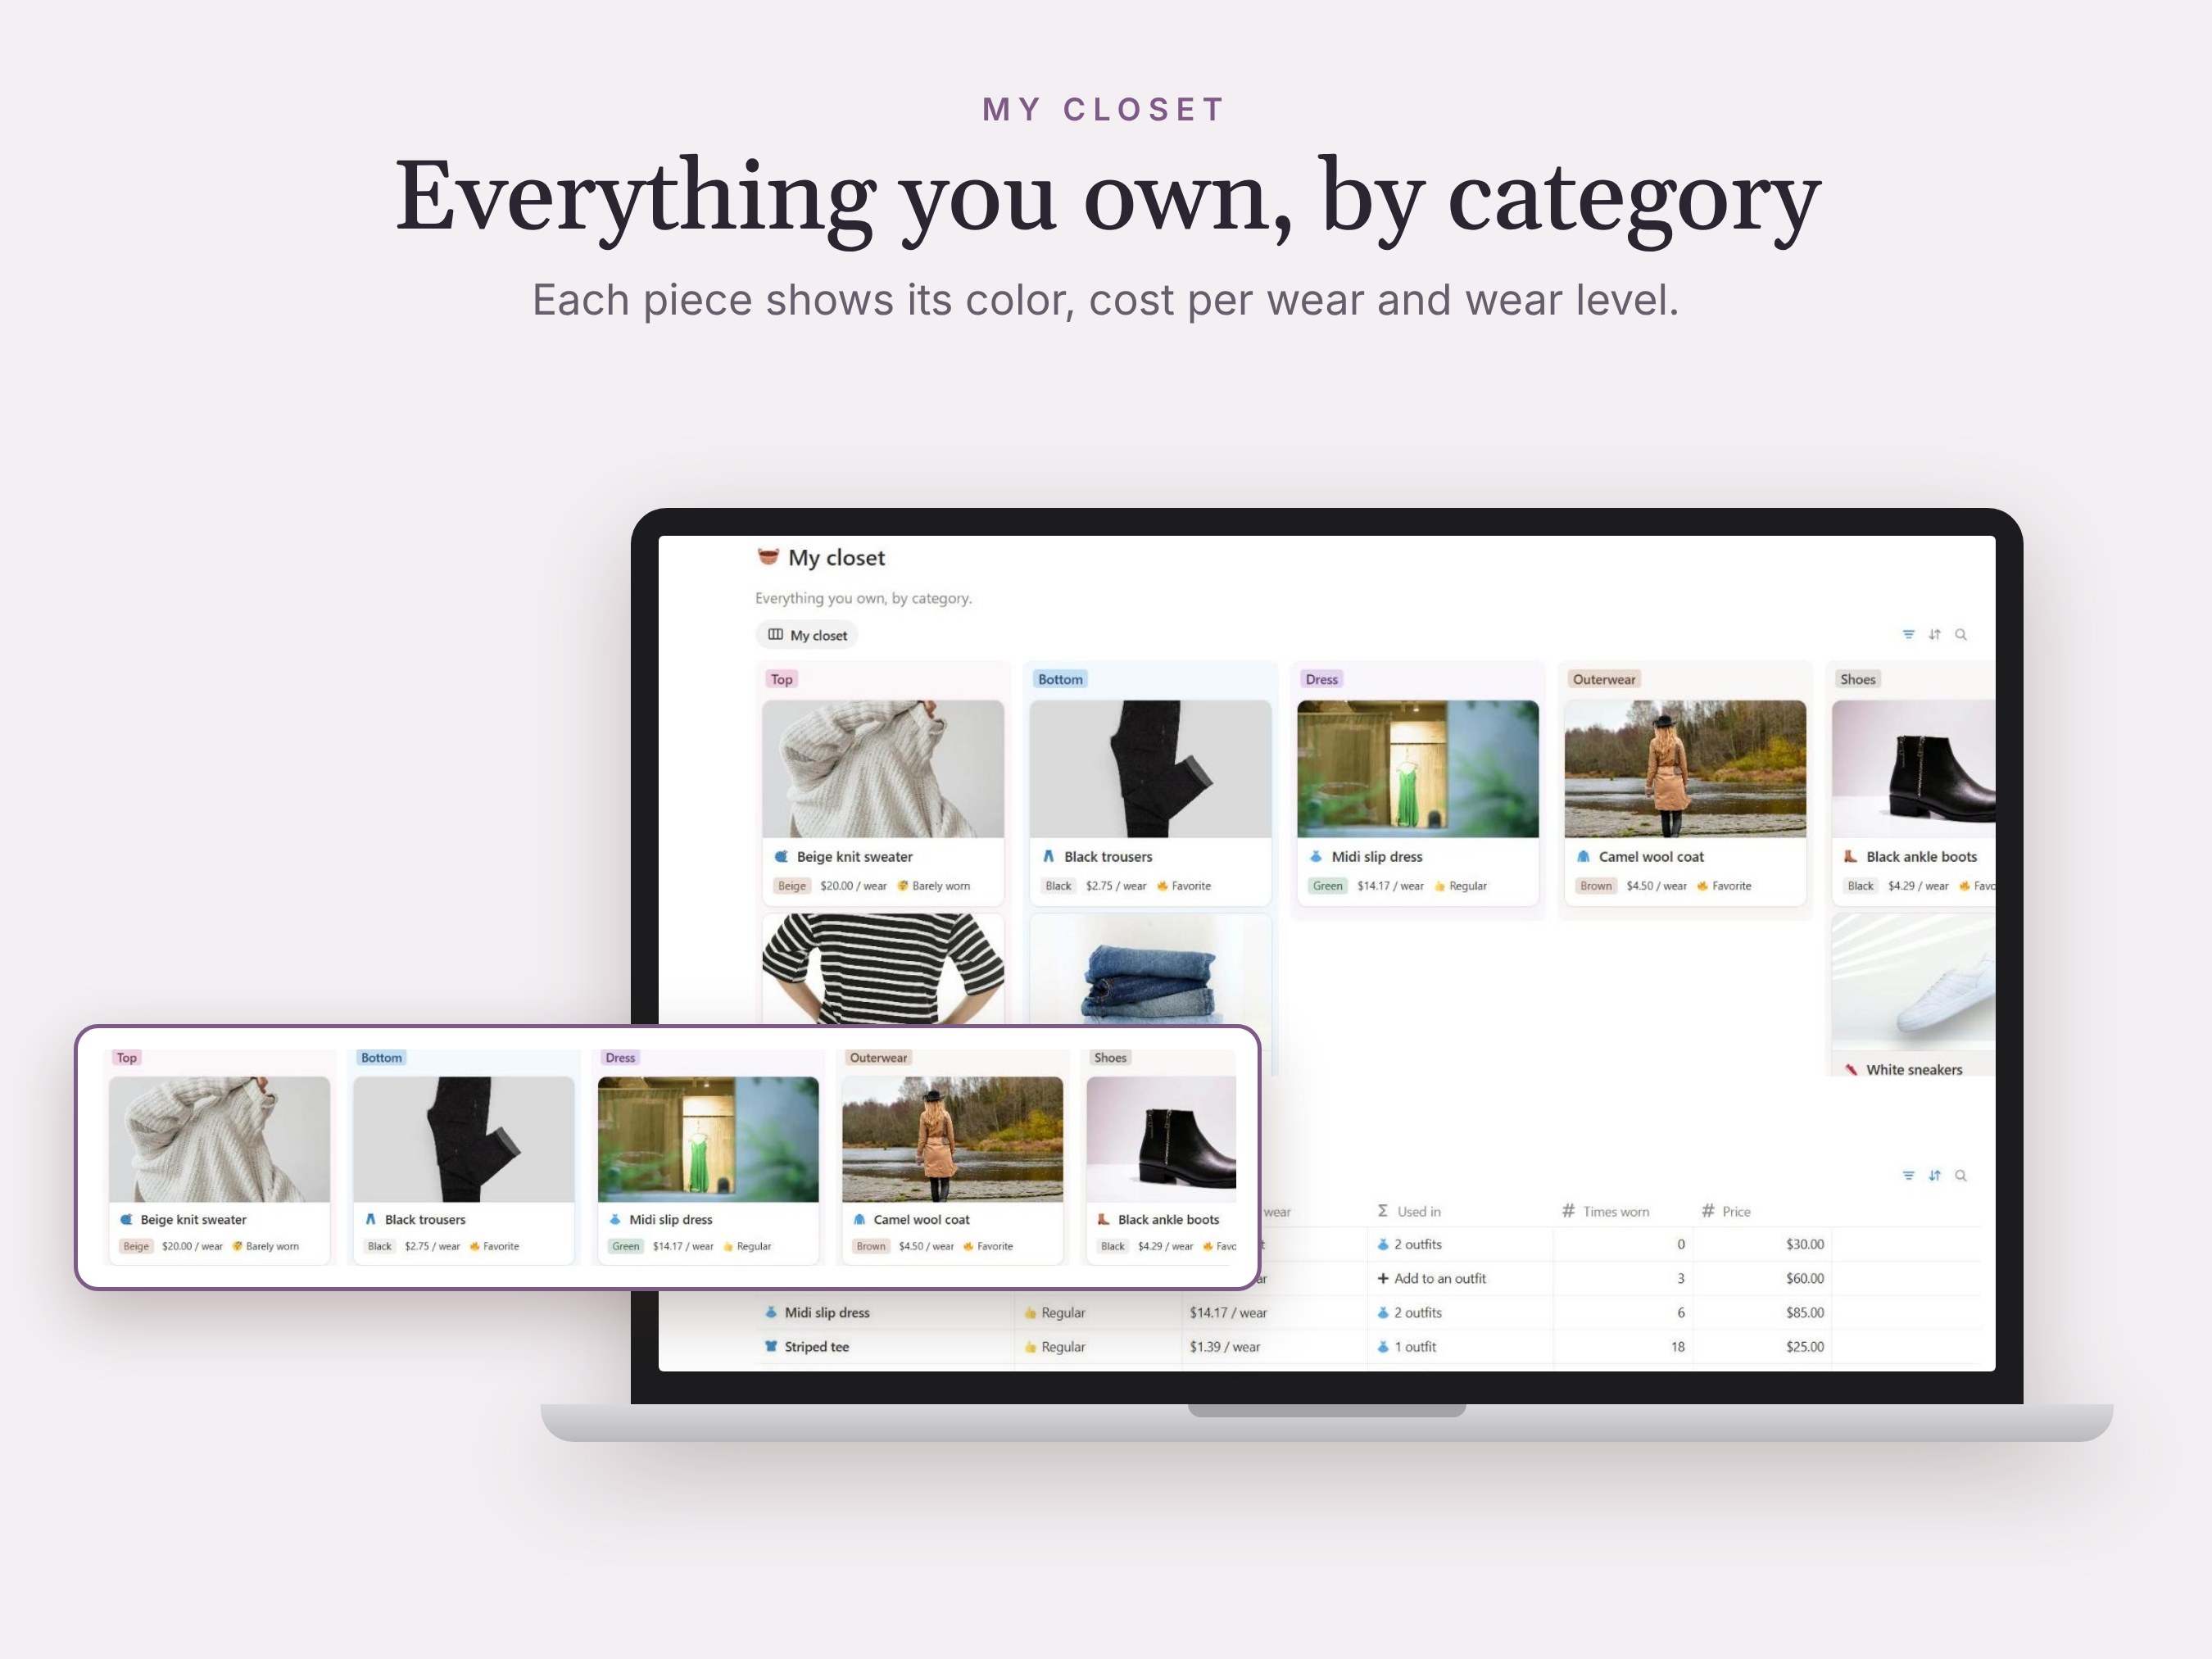 MY CLOSET
Everything you own, by category
Each piece shows its color, cost per wear and wear level.
My closet
Everything you own, by category.
My closet
Top
Bottom
Dress
Outerwear
Shoes
Beige knit sweater
Beige $20.00 / wear Barely worn
Black trousers
Black $2.75 / wear Favorite
Midi slip dress
Green $14.17 / wear Regular
Camel wool coat
Brown $4.50 / wear Favorite
Black ankle boots
Black $4.29 / wear Favo
White sneakers
Top
Bottom
Dress
Outerwear
Shoes
Beige knit sweater
Beige $20.00 / wear Barely worn
Black trousers
Black $2.75 / wear Favorite
Midi slip dress
Green $14.17 / wear Regular
Camel wool coat
Brown $4.50 / wear Favorite
Black ankle boots
Black $4.29 / wear Favo
wear Σ Used in # Times worn # Price
2 outfits 0 $30.00
+ Add to an outfit 3 $60.00
Midi slip dress Regular $14.17 / wear 2 outfits 6 $85.00
Striped tee Regular $1.39 / wear 1 outfit 18 $25.00